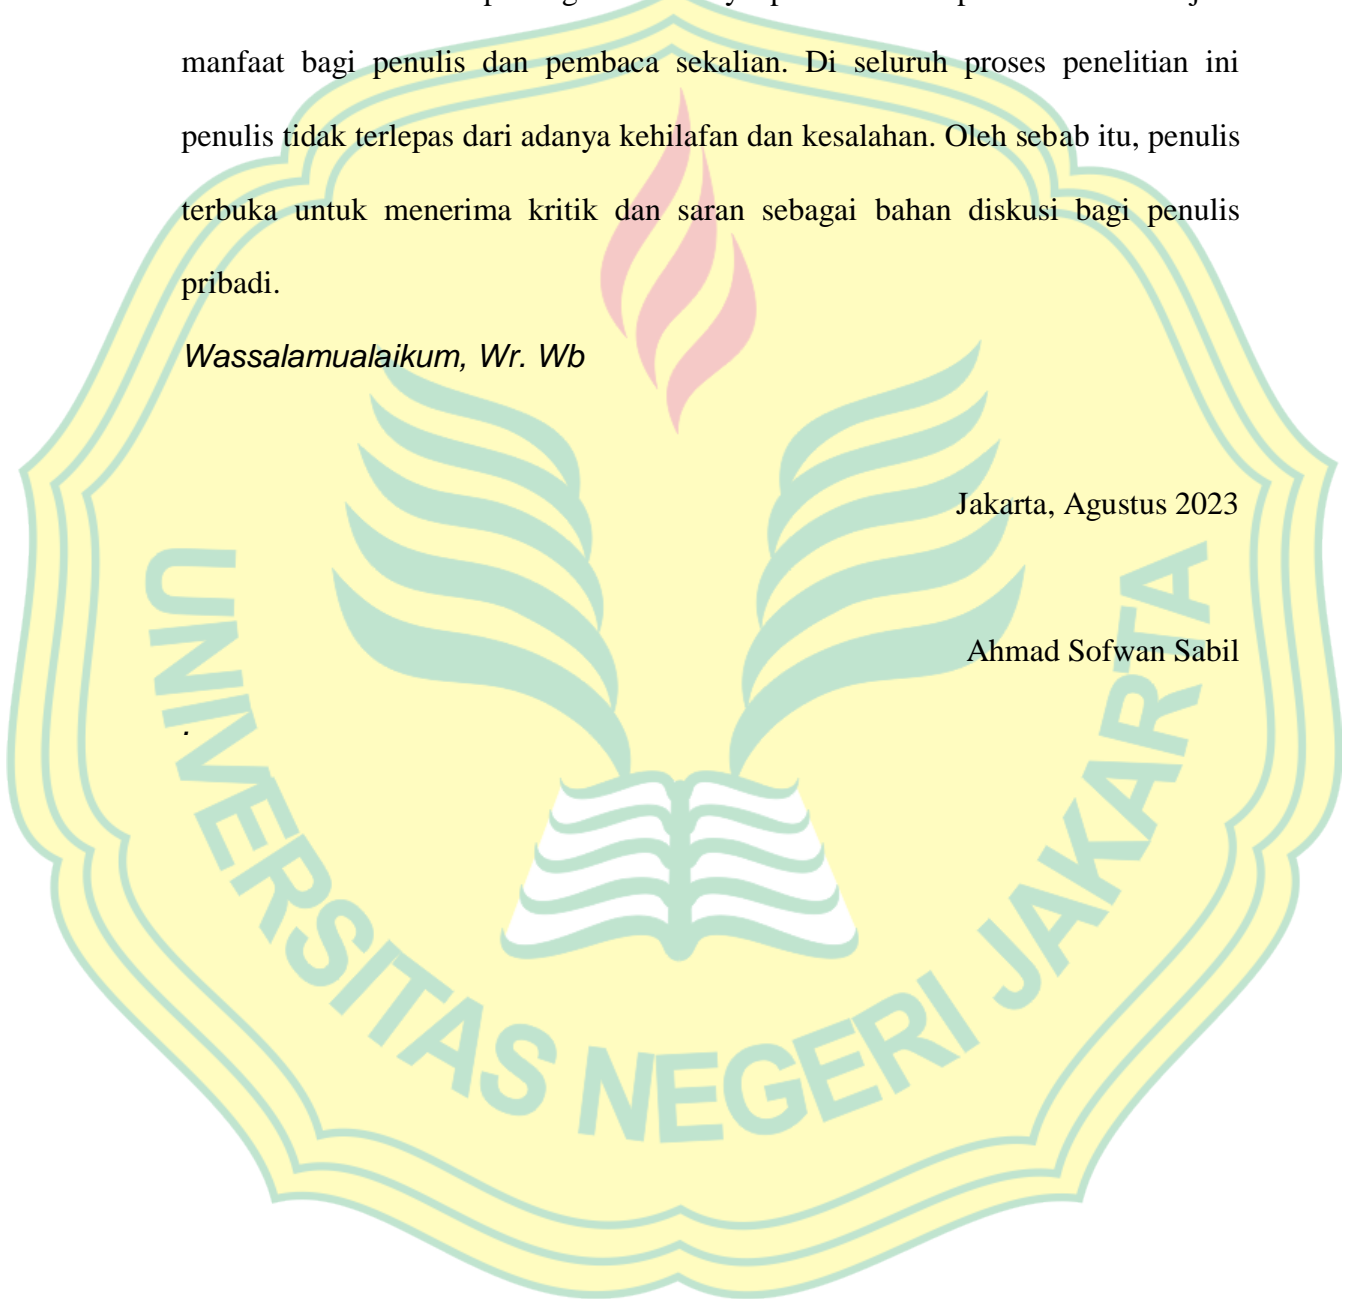 manfaat bagi penulis dan pembaca sekalian. Di seluruh proses penelitian ini
penulis tidak terlepas dari adanya kehilafan dan kesalahan. Oleh sebab itu, penulis
terbuka untuk menerima kritik dan saran sebagai bahan diskusi bagi penulis
pribadi.
Wassalamualaikum, Wr. Wb
Jakarta, Agustus 2023
Ahmad Sofwan Sabil
.
UNIVERSITAS NEGERI JAKARTA